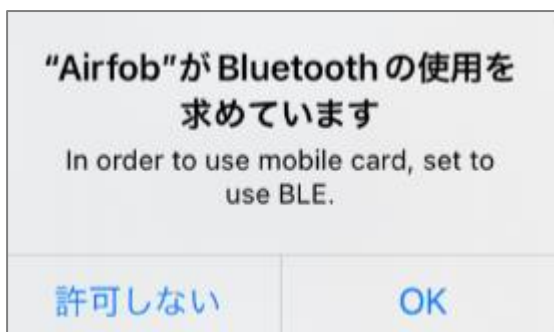 “Airfob”がBluetoothの使用を
求めています
In order to use mobile card, set to
use BLE.
許可しない
OK